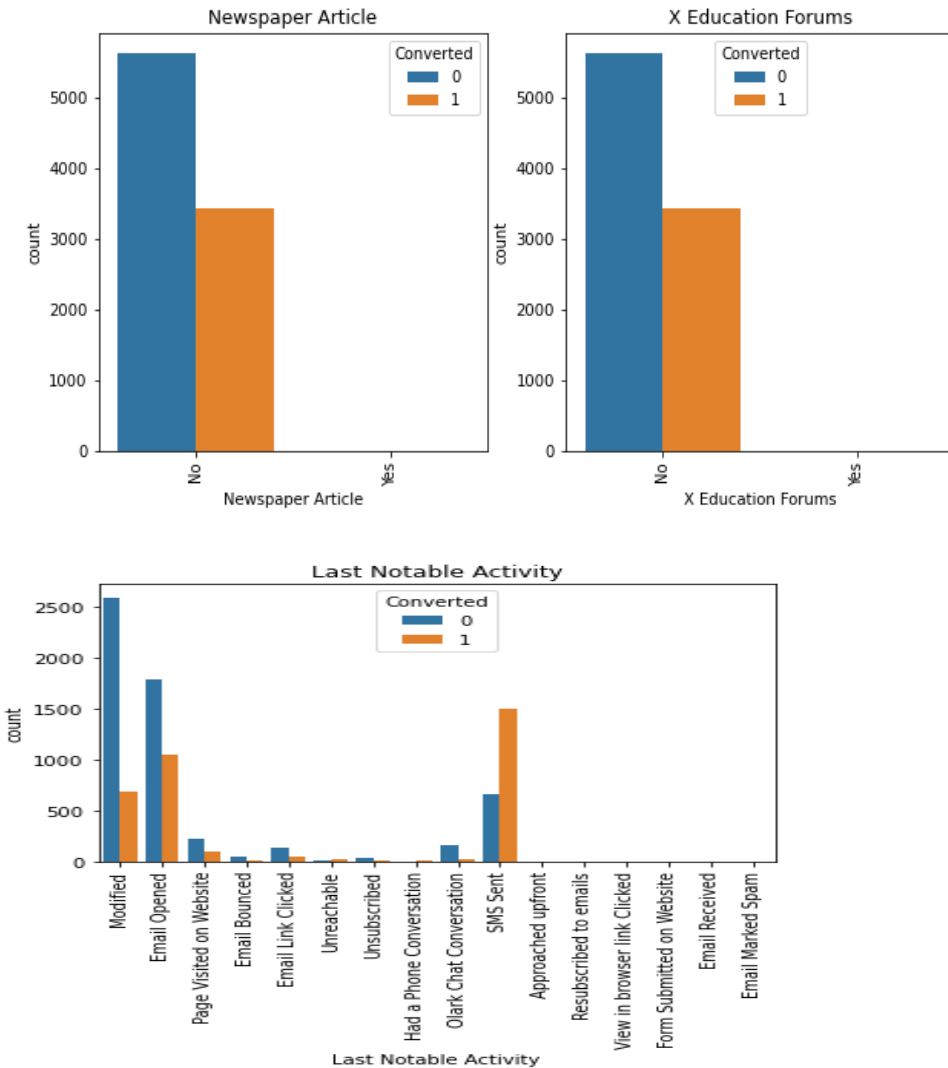 Newspaper Article
Converted
0
1
5000
4000
3000
2000
1000
0
count
No
Yes
Newspaper Article
X Education Forums
Converted
0
1
5000
4000
3000
2000
1000
0
count
No
Yes
X Education Forums
Last Notable Activity
Converted
0
1
2500
2000
1500
1000
500
0
count
Modified
Email Opened
Page Visited on Website
Email Bounced
Email Link Clicked
Unreachable
Unsubscribed
Had a Phone Conversation
Olark Chat Conversation
SMS Sent
Approached upfront
Resubscribed to emails
View in browser link Clicked
Form Submitted on Website
Email Received
Email Marked Spam
Last Notable Activity